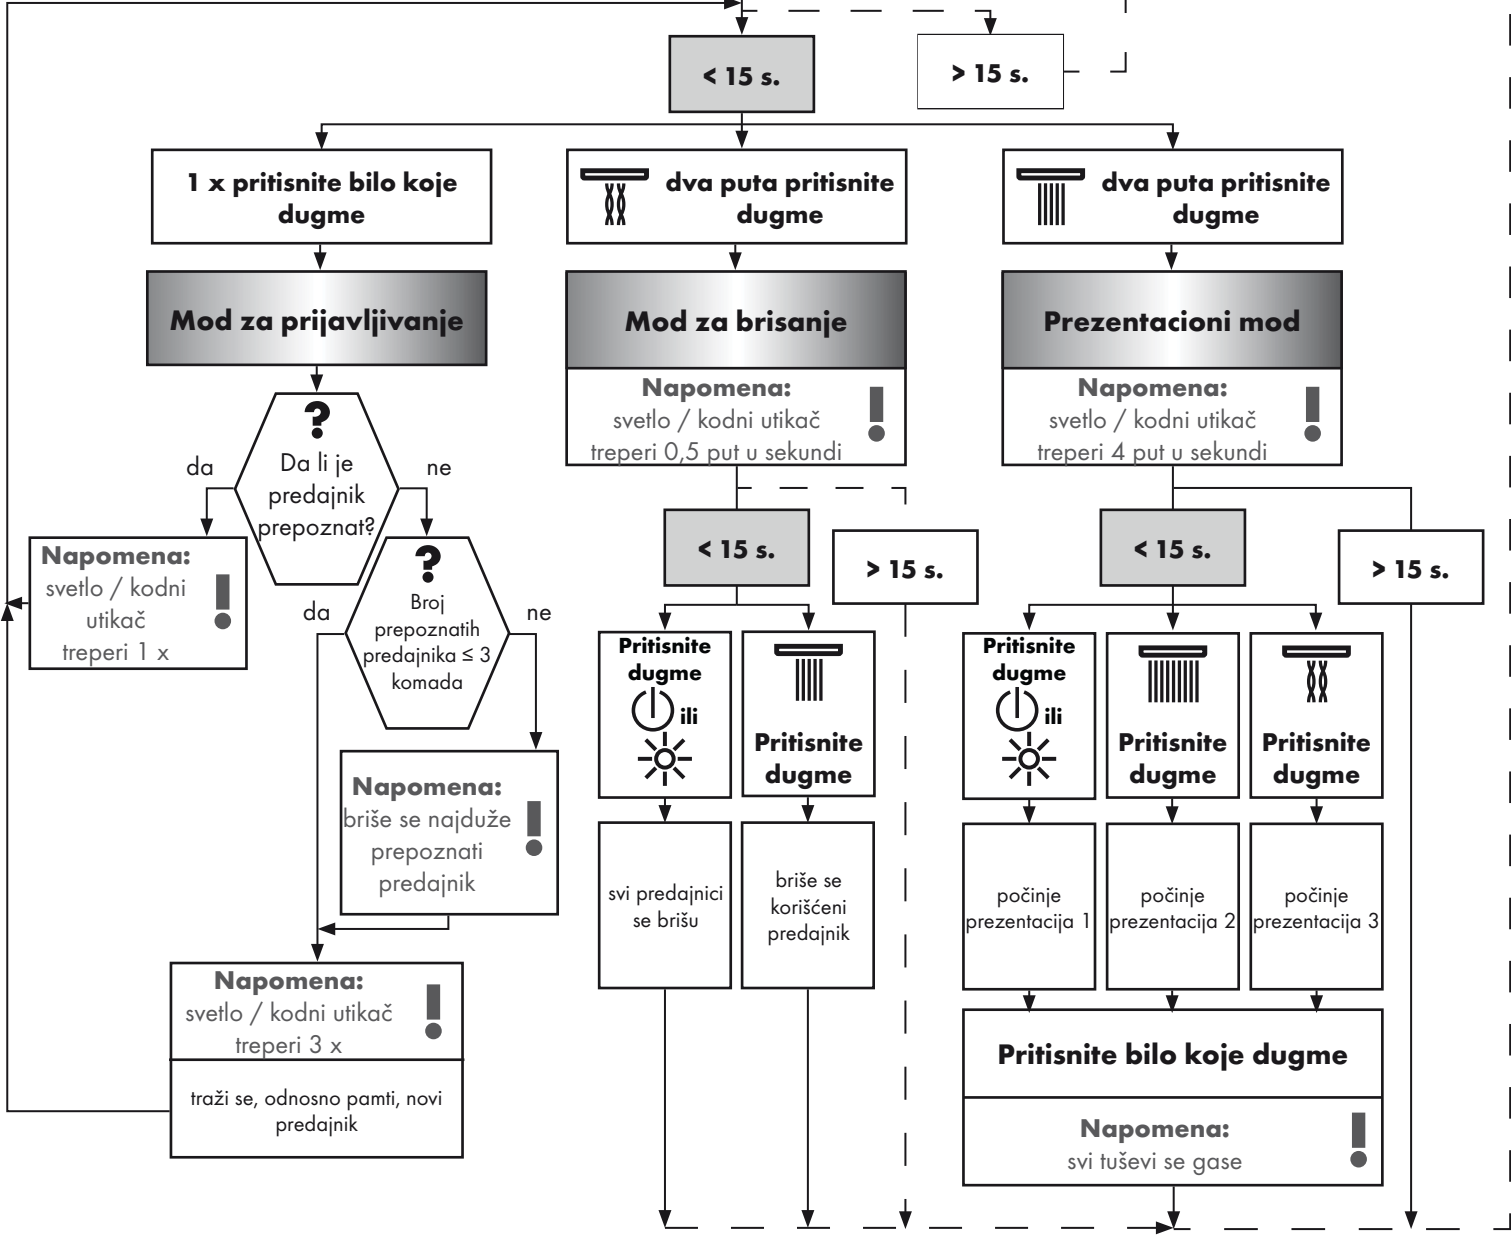 < 15 s.
> 15 s.
1 x pritisnite bilo koje
dugme
dva puta pritisnite
dugme
dva puta pritisnite
dugme
Mod za prijavljivanje
Mod za brisanje
Prezentacioni mod
Napomena:
svetlo / kodni utikač
treperi 0,5 put u sekundi
!
Napomena:
svetlo / kodni utikač
treperi 4 put u sekundi
!
?
Da li je
predajnik
prepoznat?
da
ne
Napomena:
svetlo / kodni
utikač
treperi 1 x
!
?
Broj
prepoznatih
predajnika ≤ 3
komada
da
ne
Napomena:
briše se najduže
prepoznati
predajnik
!
Napomena:
svetlo / kodni utikač
treperi 3 x
!
traži se, odnosno pamti, novi
predajnik
< 15 s.
> 15 s.
Pritisnite
dugme
ili
Pritisnite
dugme
svi predajnici
se brišu
briše se
korišćeni
predajnik
< 15 s.
> 15 s.
Pritisnite
dugme
ili
Pritisnite
dugme
Pritisnite
dugme
počinje
prezentacija 1
počinje
prezentacija 2
počinje
prezentacija 3
Pritisnite bilo koje dugme
Napomena:
svi tuševi se gase
!